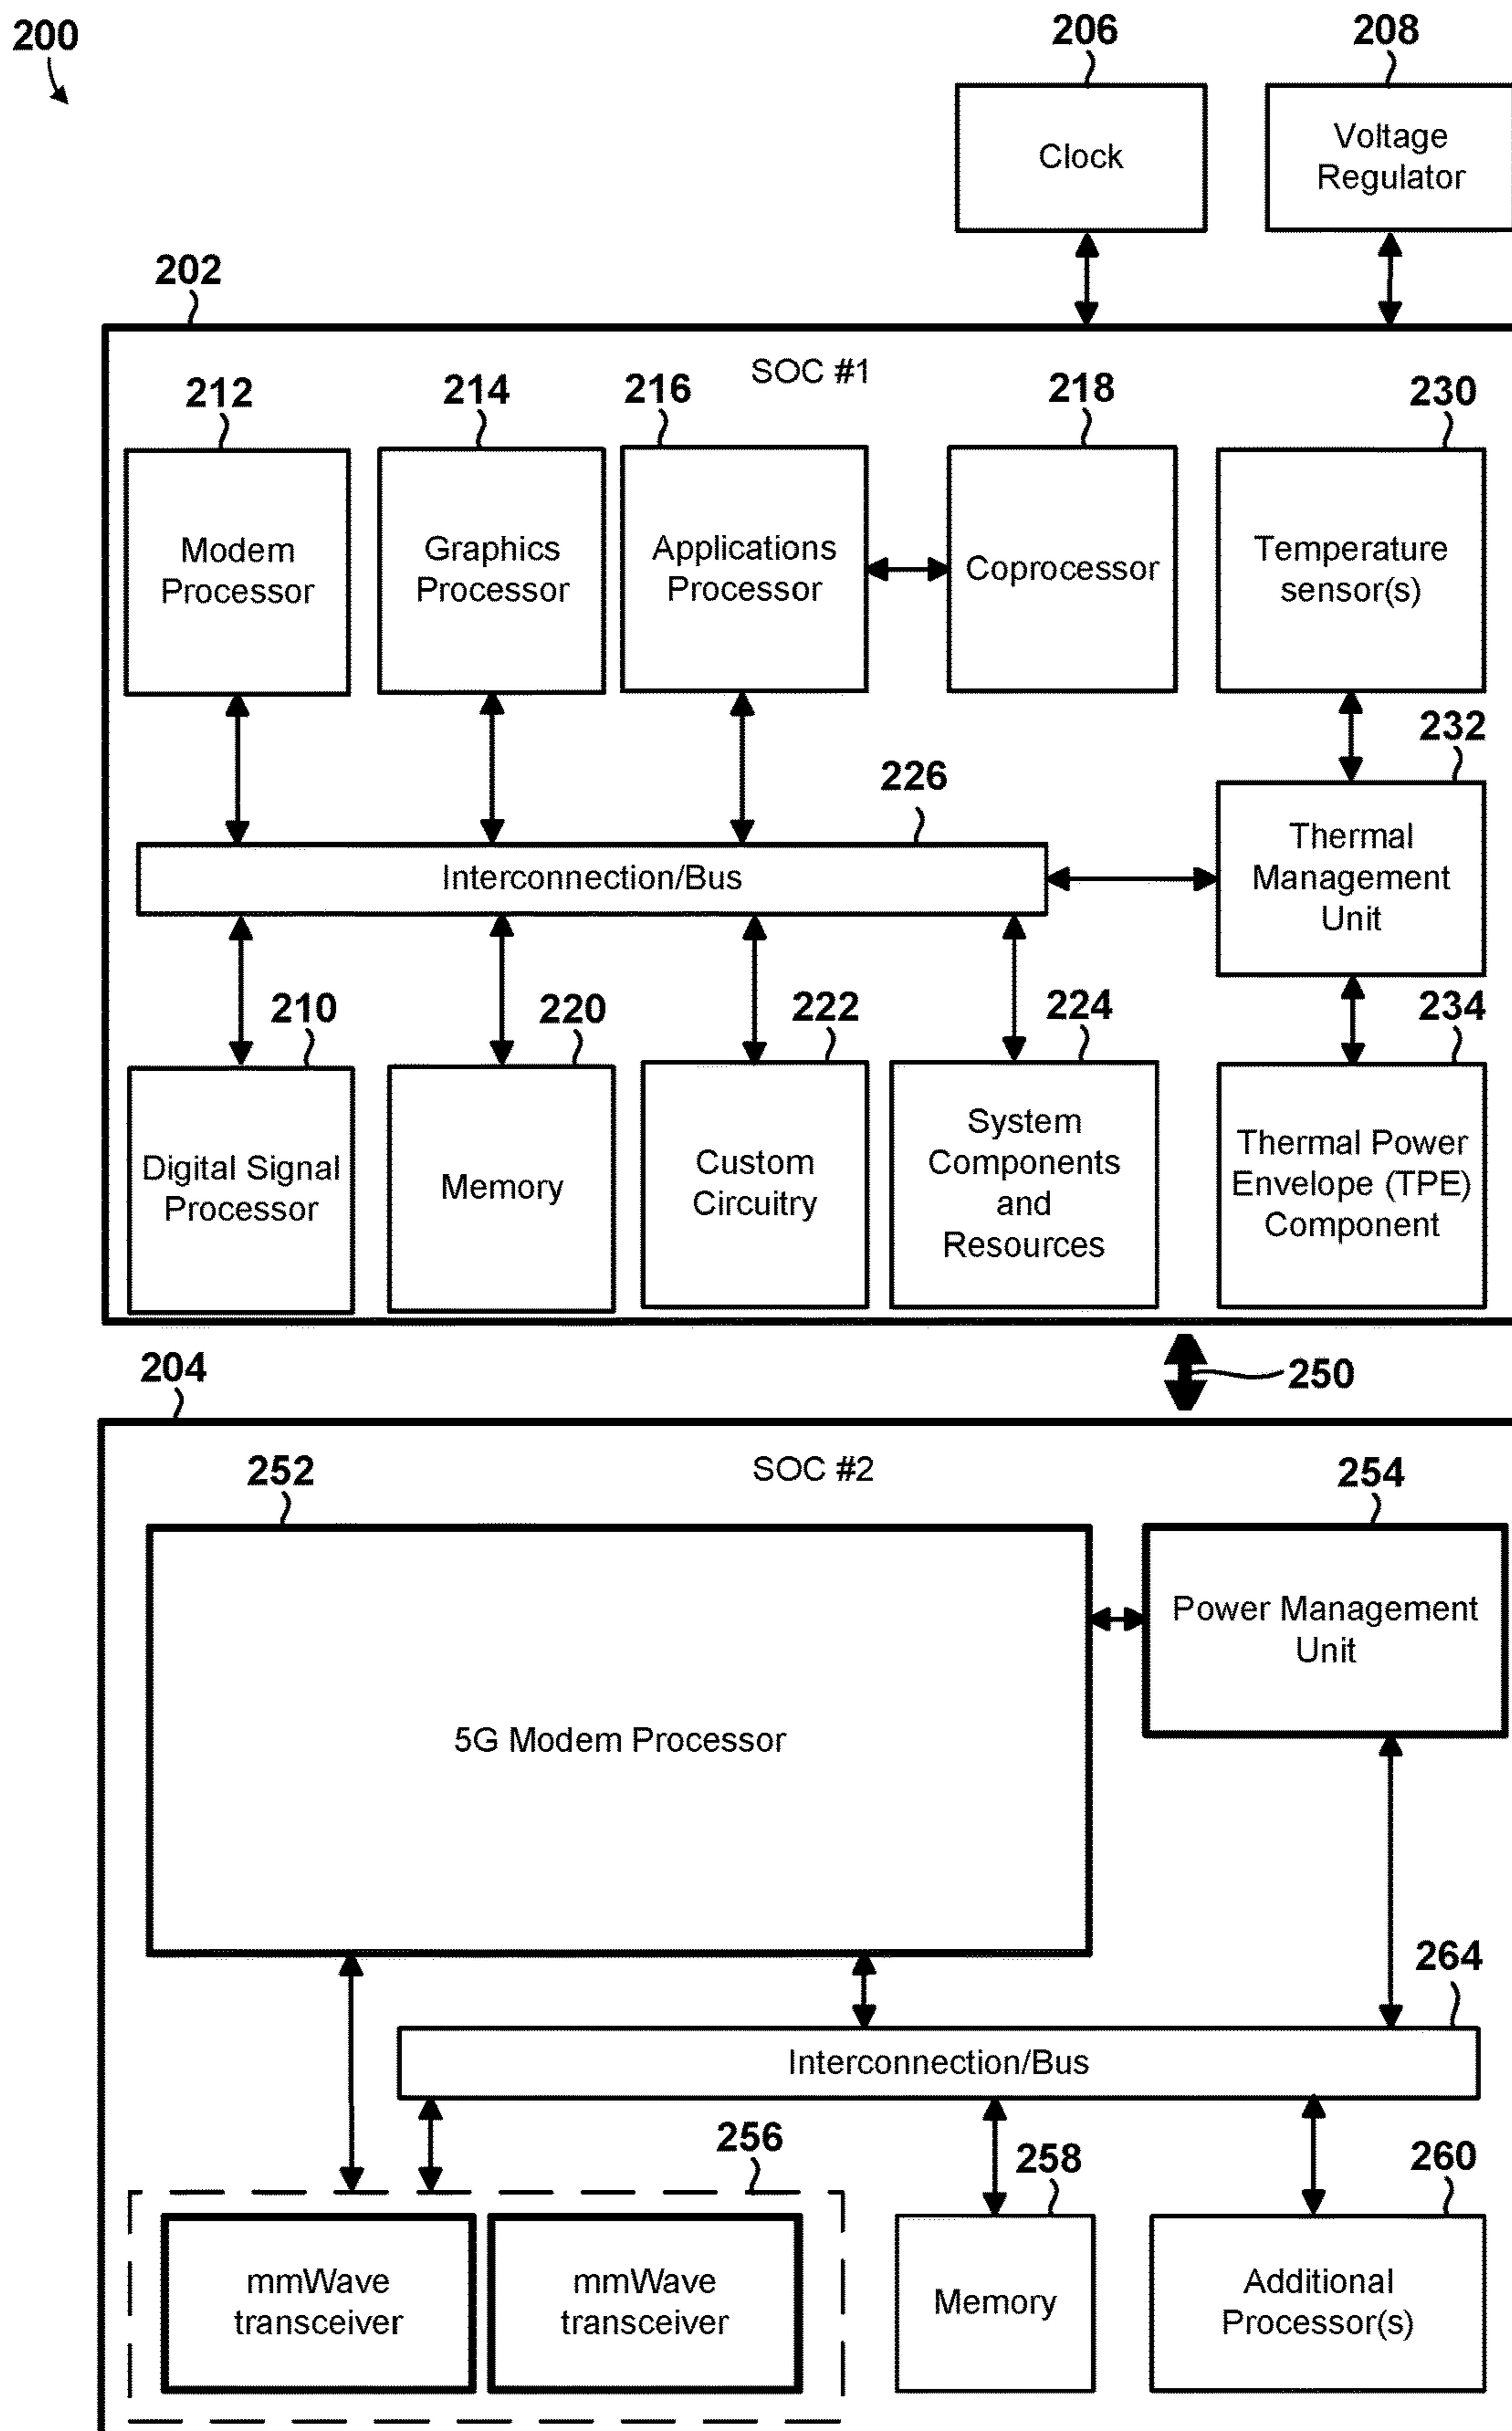 200
206
208
Clock
Voltage
Regulator
202
SOC #1
212
214
216
218
230
Modem
Processor
Graphics
Processor
Applications
Processor
Coprocessor
Temperature
sensor(s)
232
226
Interconnection/Bus
Thermal
Management
Unit
210
220
222
224
234
Digital Signal
Processor
Memory
Custom
Circuitry
System
Components
and
Resources
Thermal Power
Envelope (TPE)
Component
250
204
SOC #2
252
254
5G Modem Processor
Power Management
Unit
264
Interconnection/Bus
256
258
260
mmWave
transceiver
mmWave
transceiver
Memory
Additional
Processor(s)